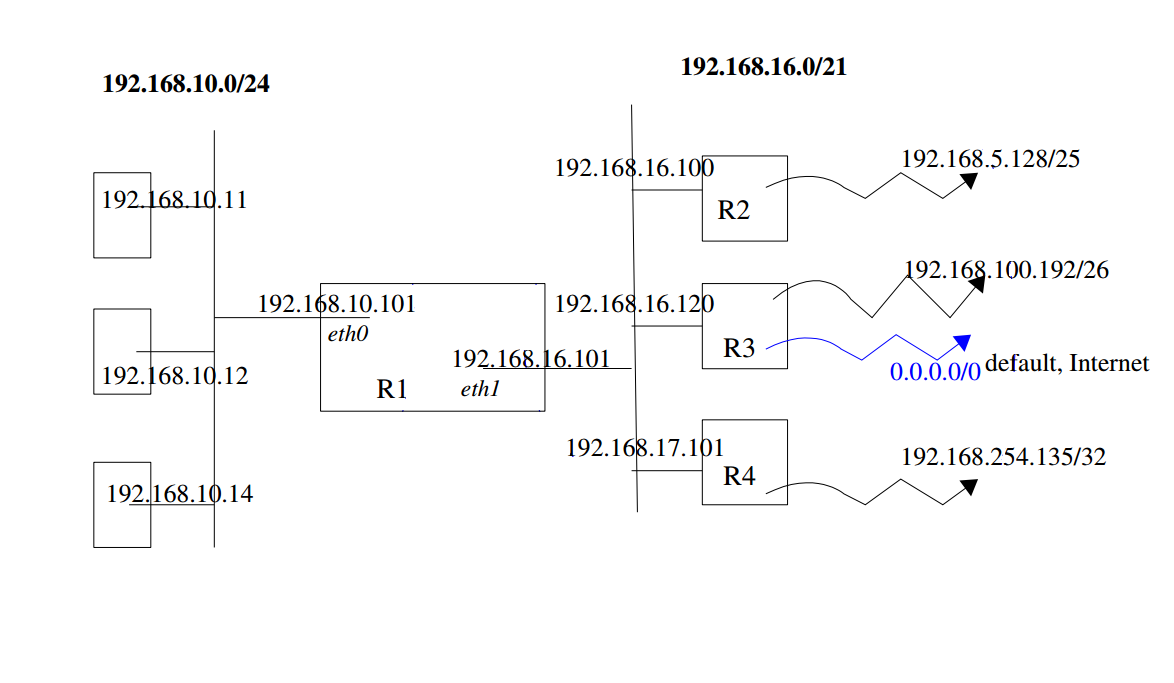 192.168.10.0/24
192.168.16.0/21
192.168.10.11
192.168.10.12
192.168.10.14
192.168.10.101
eth0
R1
192.168.16.101
eth1
192.168.16.100
R2
192.168.5.128/25
192.168.16.120
R3
192.168.100.192/26
0.0.0.0/0 default, Internet
192.168.17.101
R4
192.168.254.135/32